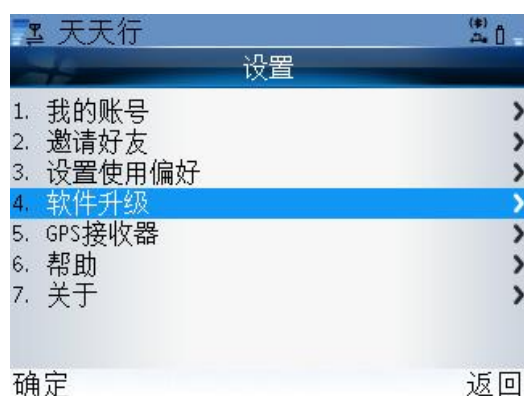 天天行
设置
1. 我的账号
2. 邀请好友
3. 设置使用偏好
4. 软件升级
5. GPS接收器
6. 帮助
7. 关于
确定 返回